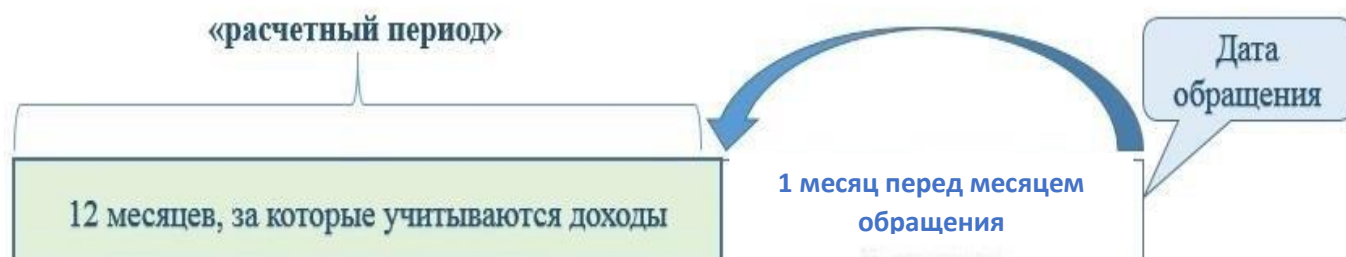 «расчетный период»
Дата
обращения
12 месяцев, за которые учитываются доходы
1 месяц перед месяцем
обращения